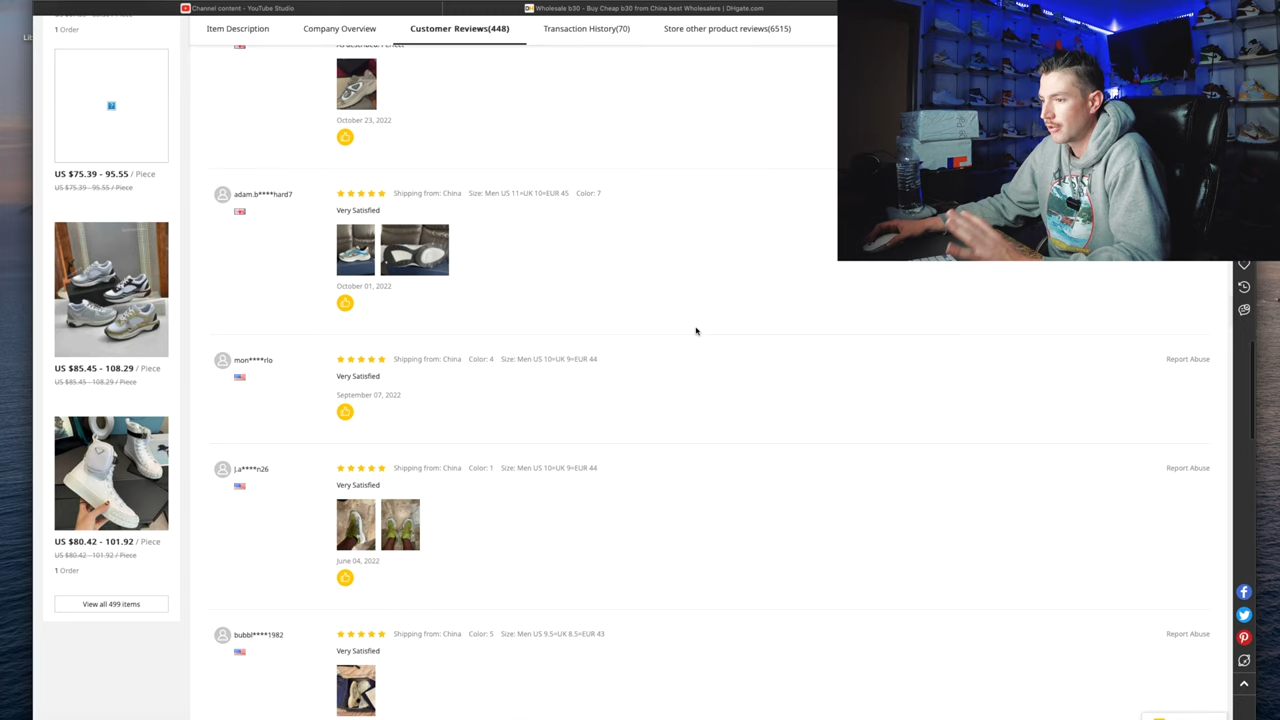 Channel content - YouTube Studio
Wholesale b30 - Buy Cheap b30 from China best Wholesalers | DHgate.com
Item Description
Company Overview
Customer Reviews(448)
Transaction History(70)
Store other product reviews(6515)
1 Order
US $75.39 - 95.55 / Piece
US $75.39 - 95.55 / Piece
US $85.45 - 108.29 / Piece
US $85.45 - 108.29 / Piece
US $80.42 - 101.92 / Piece
US $80.42 - 101.92 / Piece
1 Order
View all 499 items
As described. Perfect
October 23, 2022
adam.b****hard7
Shipping from: China Size: Men US 11=UK 10=EUR 45 Color: 7
Very Satisfied
October 01, 2022
mon****rlo
Shipping from: China Color: 4 Size: Men US 10=UK 9=EUR 44
Report Abuse
Very Satisfied
September 07, 2022
J.a****n26
Shipping from: China Color: 1 Size: Men US 10=UK 9=EUR 44
Report Abuse
Very Satisfied
June 04, 2022
bubbl****1982
Shipping from: China Color: 5 Size: Men US 9.5=UK 8.5=EUR 43
Report Abuse
Very Satisfied